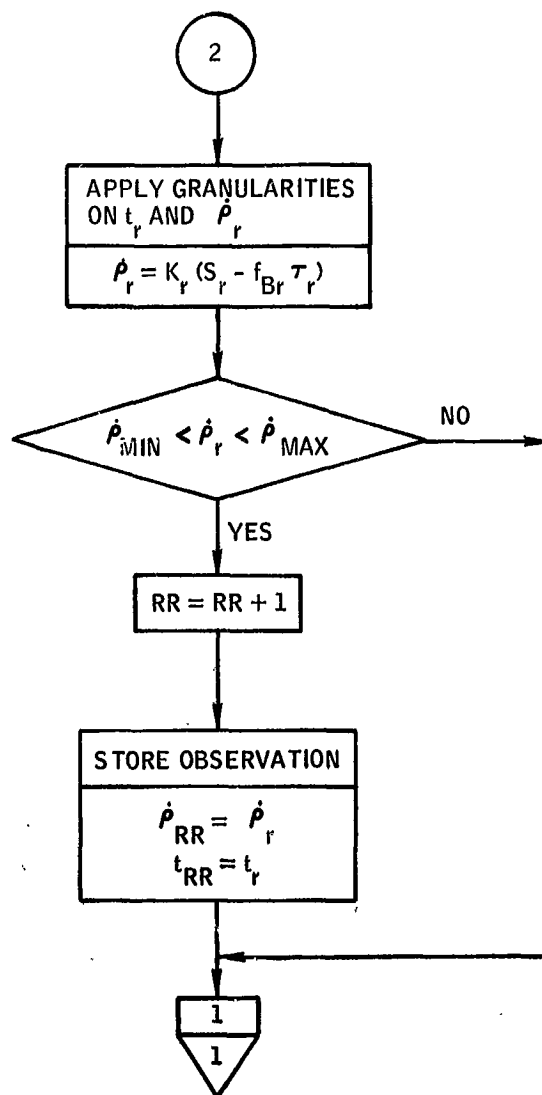 2
APPLY GRANULARITIES
ON t_r AND ρ̇_r
ρ̇_r = K_r (S_r - f_Br τ_r)
ρ̇_MIN < ρ̇_r < ρ̇_MAX
NO
YES
RR = RR + 1
STORE OBSERVATION
ρ̇_RR = ρ̇_r
t_RR = t_r
1
1